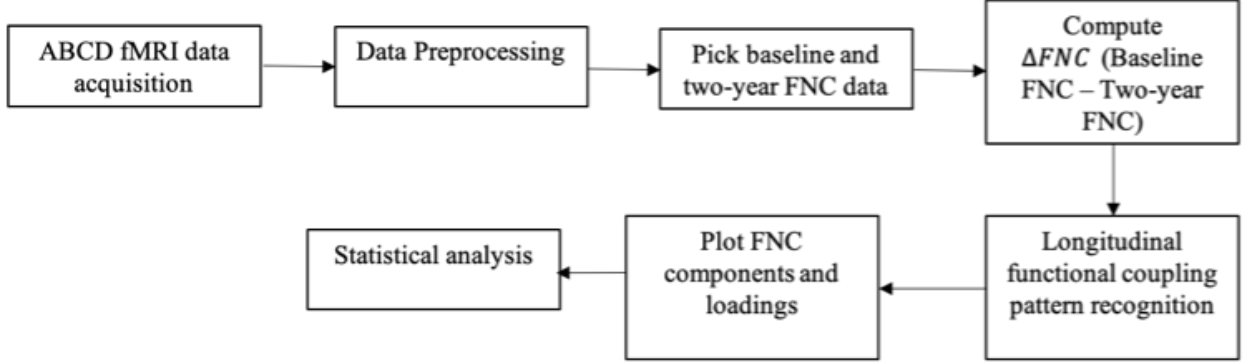 ABCD fMRI data
acquisition
Data Preprocessing
Pick baseline and
two-year FNC data
Compute
Δ𝐹𝑁𝐶 (Baseline
FNC – Two-year
FNC)
Longitudinal
functional coupling
pattern recognition
Plot FNC
components and
loadings
Statistical analysis